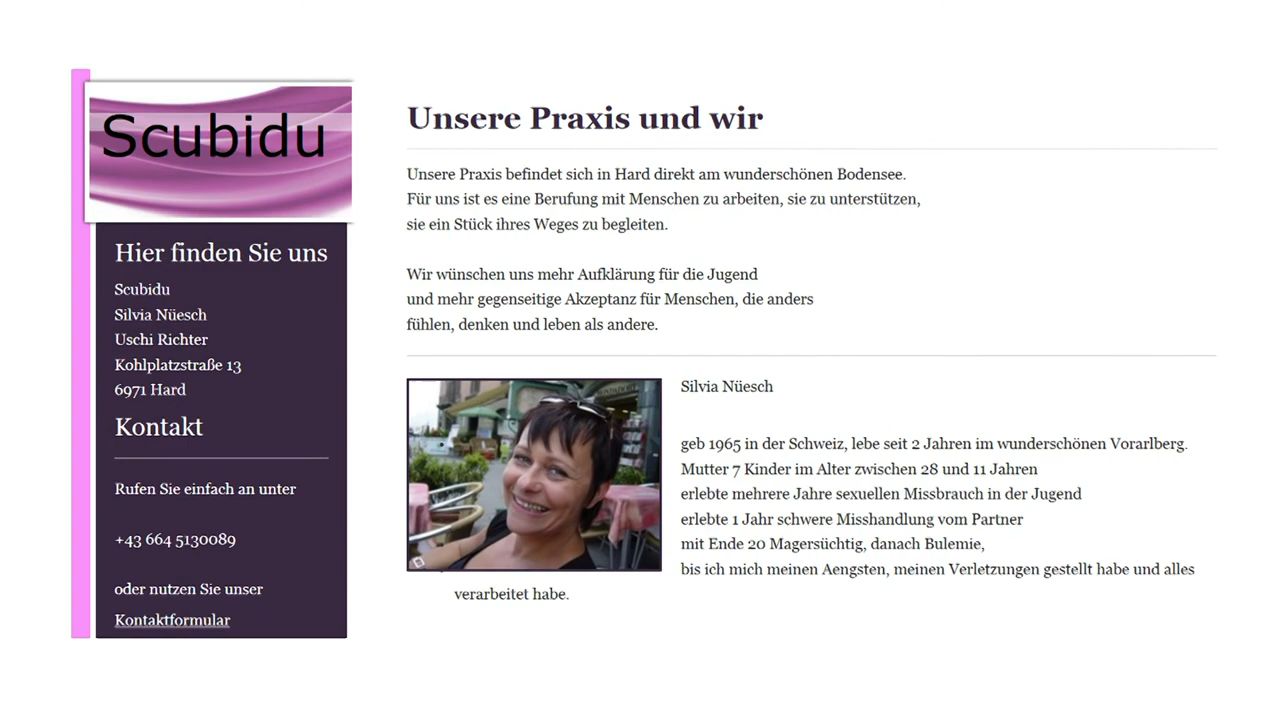 Scubidu
Hier finden Sie uns
Scubidu
Silvia Nüesch
Uschi Richter
Kohlplatzstraße 13
6971 Hard
Kontakt
Rufen Sie einfach an unter
+43 664 5130089
oder nutzen Sie unser
Kontaktformular
Unsere Praxis und wir
Unsere Praxis befindet sich in Hard direkt am wunderschönen Bodensee.
Für uns ist es eine Berufung mit Menschen zu arbeiten, sie zu unterstützen,
sie ein Stück ihres Weges zu begleiten.
Wir wünschen uns mehr Aufklärung für die Jugend
und mehr gegenseitige Akzeptanz für Menschen, die anders
fühlen, denken und leben als andere.
Silvia Nüesch
geb 1965 in der Schweiz, lebe seit 2 Jahren im wunderschönen Vorarlberg.
Mutter 7 Kinder im Alter zwischen 28 und 11 Jahren
erlebte mehrere Jahre sexuellen Missbrauch in der Jugend
erlebte 1 Jahr schwere Misshandlung vom Partner
mit Ende 20 Magersüchtig, danach Bulemie,
bis ich mich meinen Aengsten, meinen Verletzungen gestellt habe und alles
verarbeitet habe.